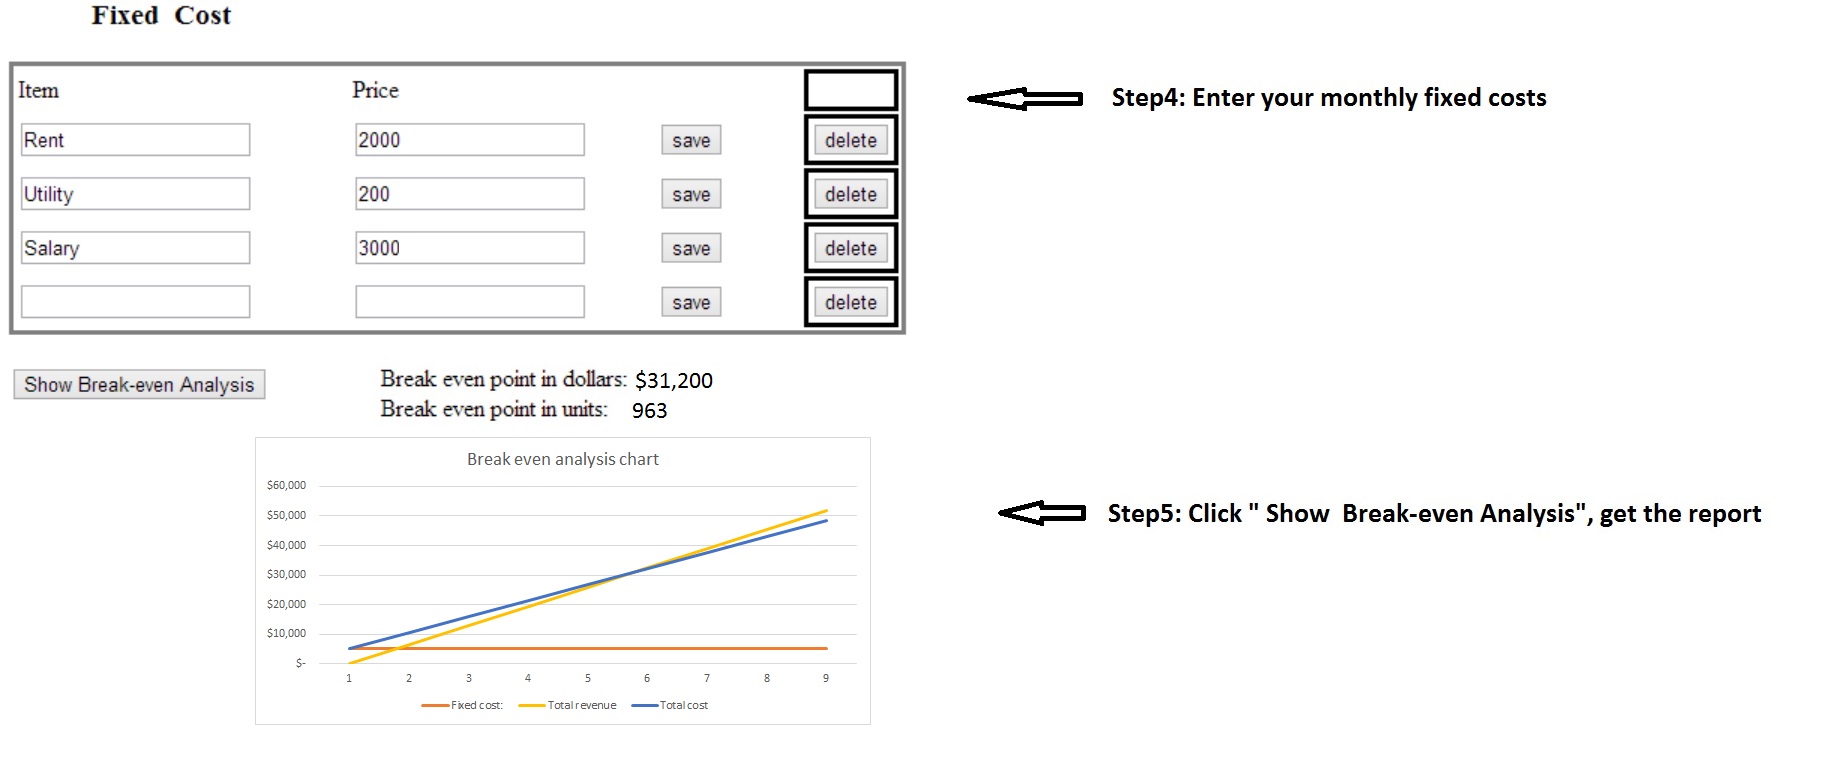 Fixed Cost
Item Price
Step4: Enter your monthly fixed costs
Rent 2000 save delete
Utility 200 save delete
Salary 3000 save delete
save delete
Show Break-even Analysis
Break even point in dollars: $31,200
Break even point in units: 963
Break even analysis chart
$60,000
$50,000
$40,000
$30,000
$20,000
$10,000
$-
1 2 3 4 5 6 7 8 9
Fixed cost: Total revenue Total cost
Step5: Click " Show Break-even Analysis", get the report